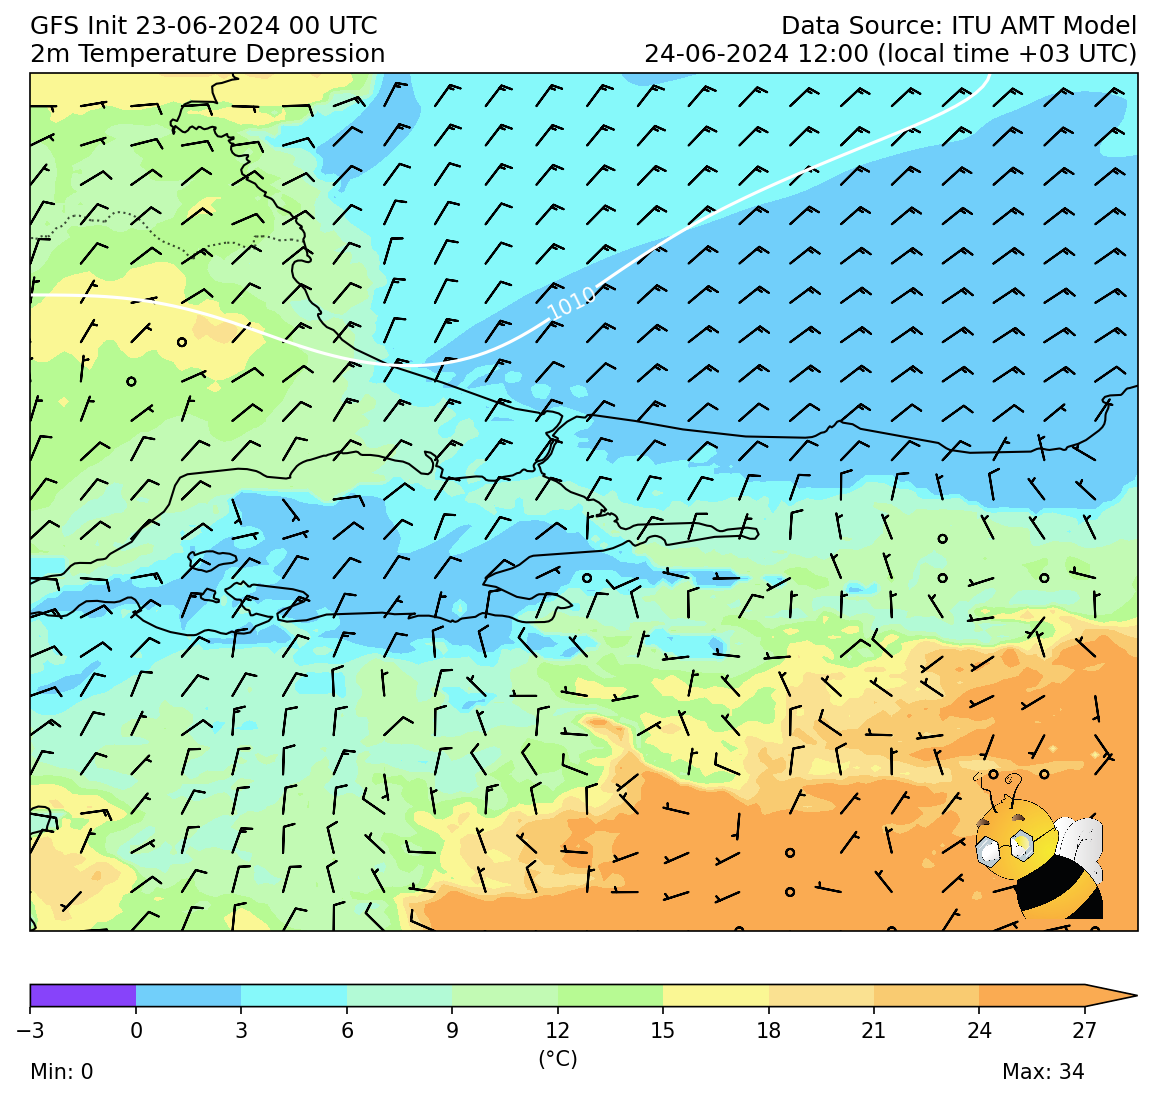 GFS Init 23-06-2024 00 UTC
Data Source: ITU AMT Model
2m Temperature Depression
24-06-2024 12:00 (local time +03 UTC)
1010
−3 0 3 6 9 12 15 18 21 24 27
(°C)
Min: 0
Max: 34